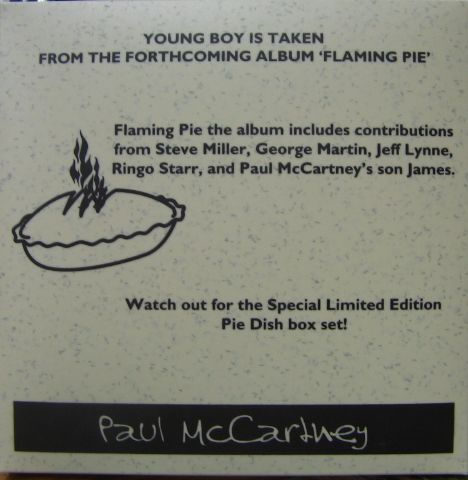 YOUNG BOY IS TAKEN
FROM THE FORTHCOMING ALBUM ‘FLAMING PIE’
Flaming Pie the album includes contributions
from Steve Miller, George Martin, Jeff Lynne,
Ringo Starr, and Paul McCartney’s son James.
Watch out for the Special Limited Edition
Pie Dish box set!
Paul McCartney